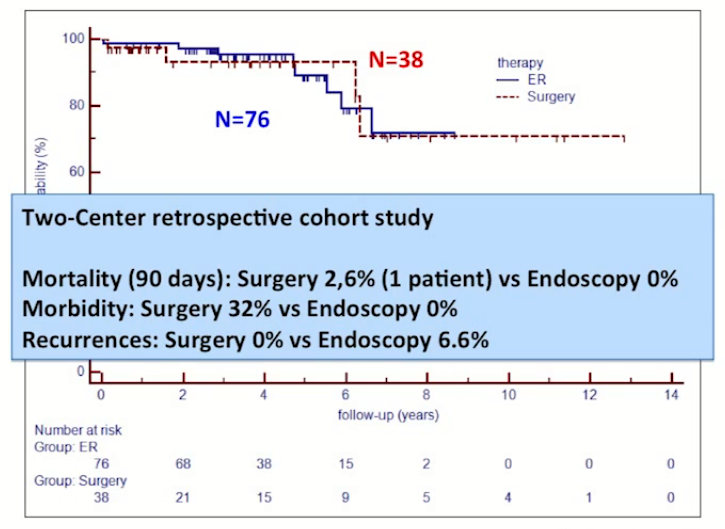 100
N=38
therapy
ER
Surgery
80
N=76
ability (%)
60
Two-Center retrospective cohort study
Mortality (90 days): Surgery 2,6% (1 patient) vs Endoscopy 0%
Morbidity: Surgery 32% vs Endoscopy 0%
Recurrences: Surgery 0% vs Endoscopy 6.6%
0
0 2 4 6 8 10 12 14
follow-up (years)
Number at risk
Group: ER
76 68 38 15 2 0 0 0
Group: Surgery
38 21 15 9 5 4 1 0